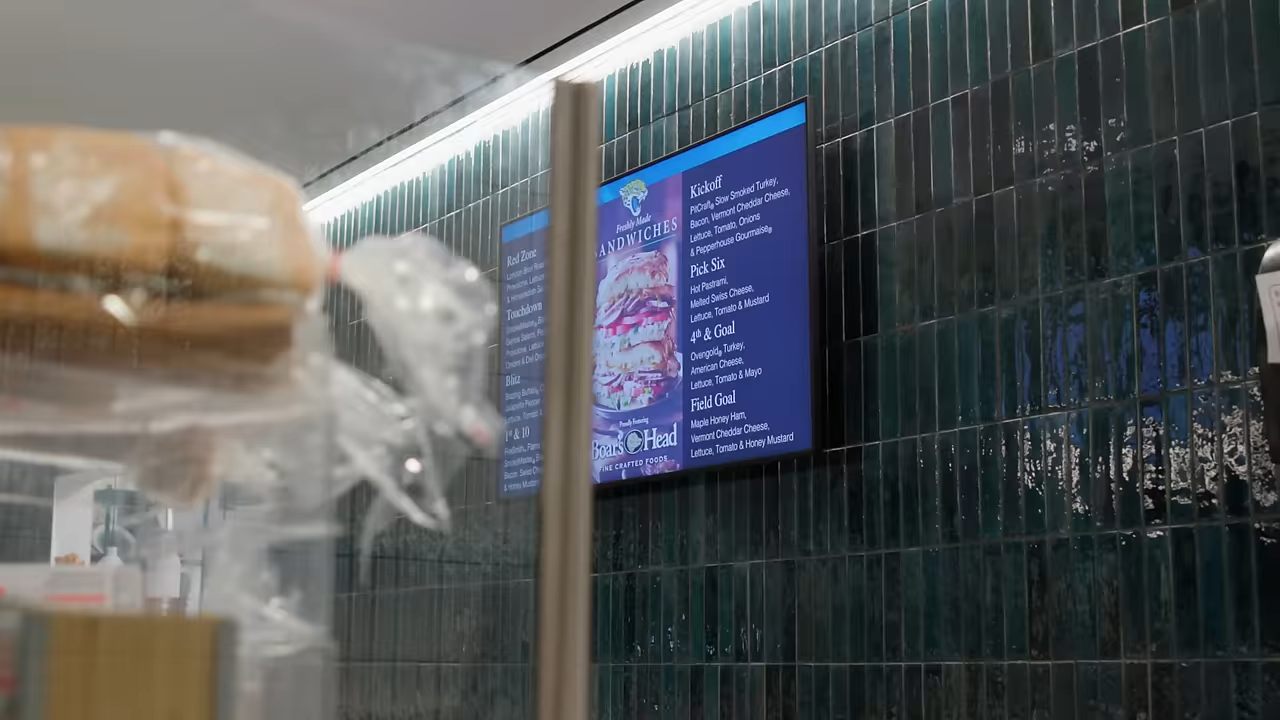 Red Zone
Touchdown
Blitz
1st & 10
Freshly Made
SANDWICHES
Proudly Featuring
Boar's Head
FINE CRAFTED FOODS
Kickoff
PitCraft® Slow Smoked Turkey,
Bacon, Vermont Cheddar Cheese,
Lettuce, Tomato, Onions
& Pepperhouse Gourmaise®
Pick Six
Hot Pastrami,
Melted Swiss Cheese,
Lettuce, Tomato & Mustard
4th & Goal
Ovengold® Turkey,
American Cheese,
Lettuce, Tomato & Mayo
Field Goal
Maple Honey Ham,
Vermont Cheddar Cheese,
Lettuce, Tomato & Honey Mustard